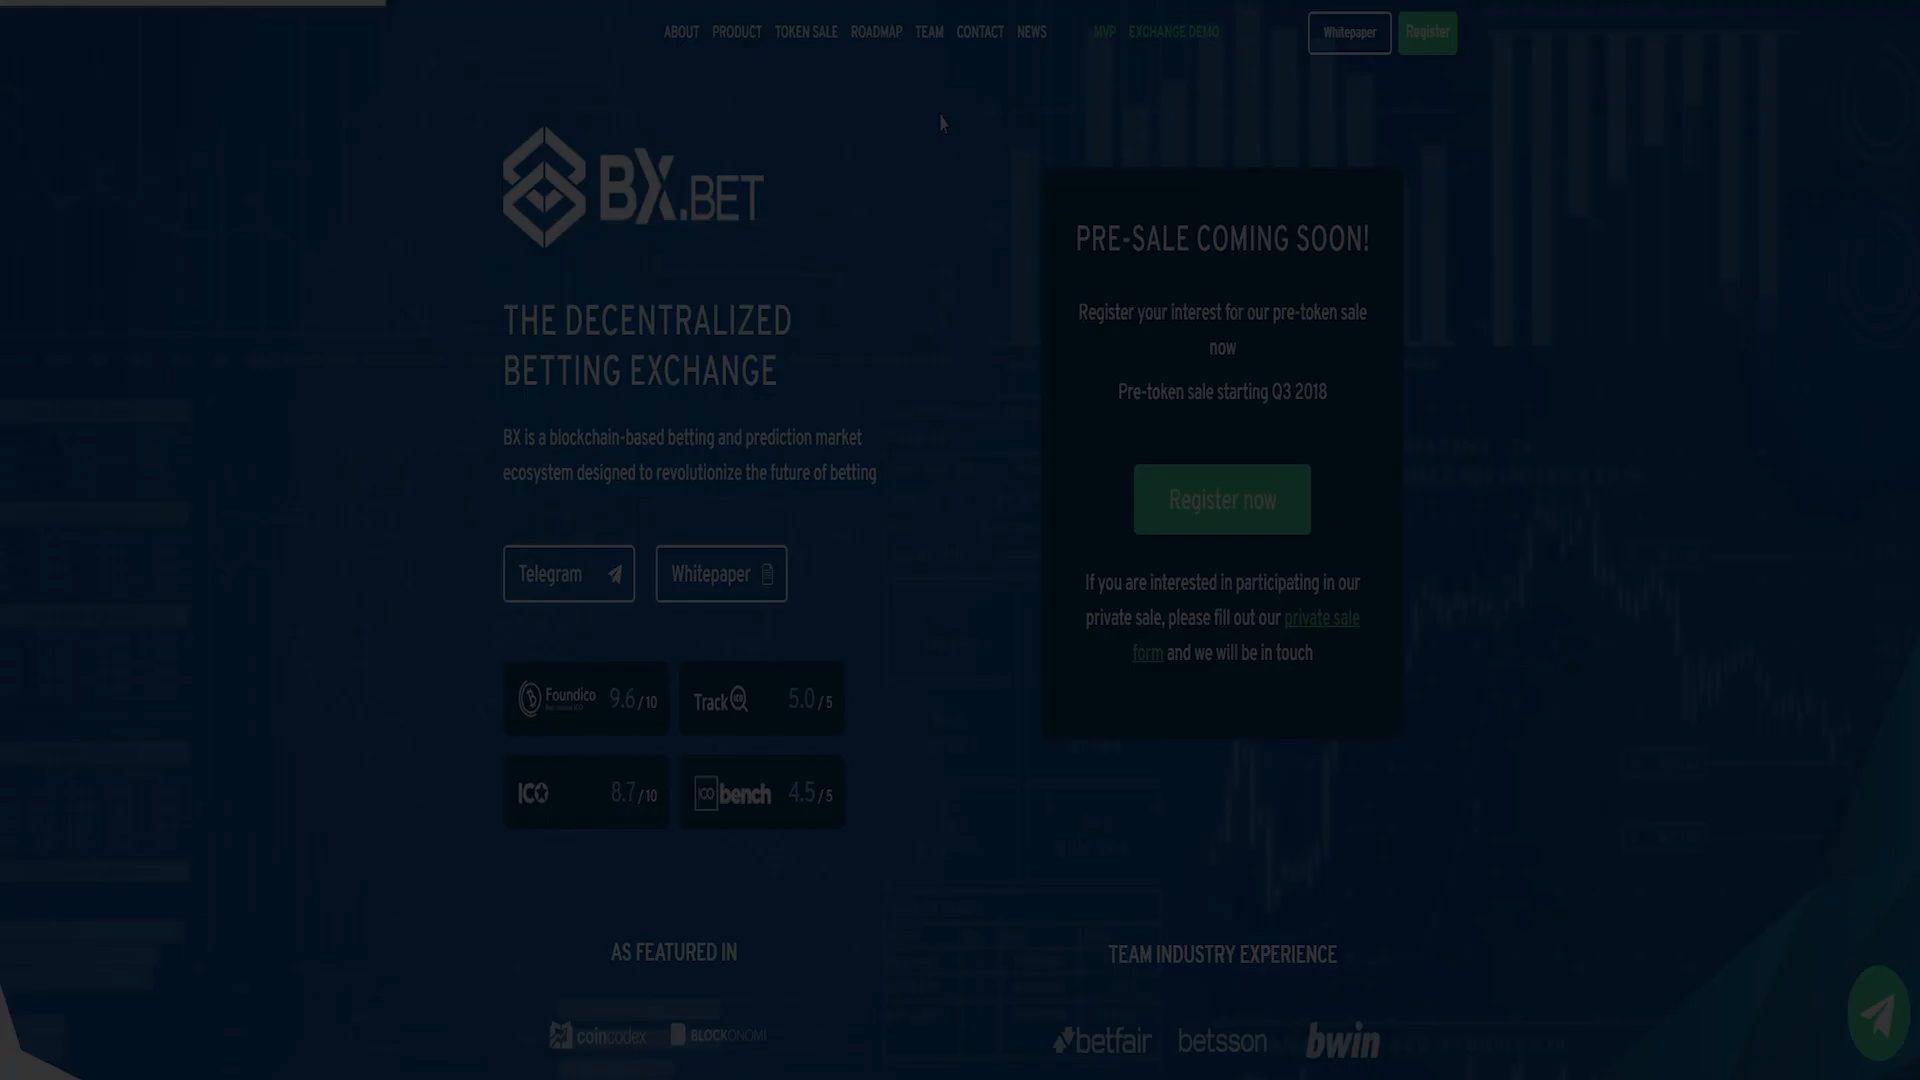 ABOUT PRODUCT TOKEN SALE ROADMAP TEAM CONTACT NEWS MVP EXCHANGE DEMO Whitepaper Register
BX.BET
THE DECENTRALIZED
BETTING EXCHANGE
BX is a blockchain-based betting and prediction market
ecosystem designed to revolutionize the future of betting
Telegram Whitepaper
Foundico 9.6/10 Track ICO 5.0/5
ICO 8.7/10 ICO bench 4.5/5
PRE-SALE COMING SOON!
Register your interest for our pre-token sale
now
Pre-token sale starting Q3 2018
Register now
If you are interested in participating in our
private sale, please fill out our private sale
form and we will be in touch
AS FEATURED IN
coincodex BLOCKONOMI
TEAM INDUSTRY EXPERIENCE
betfair betsson bwin